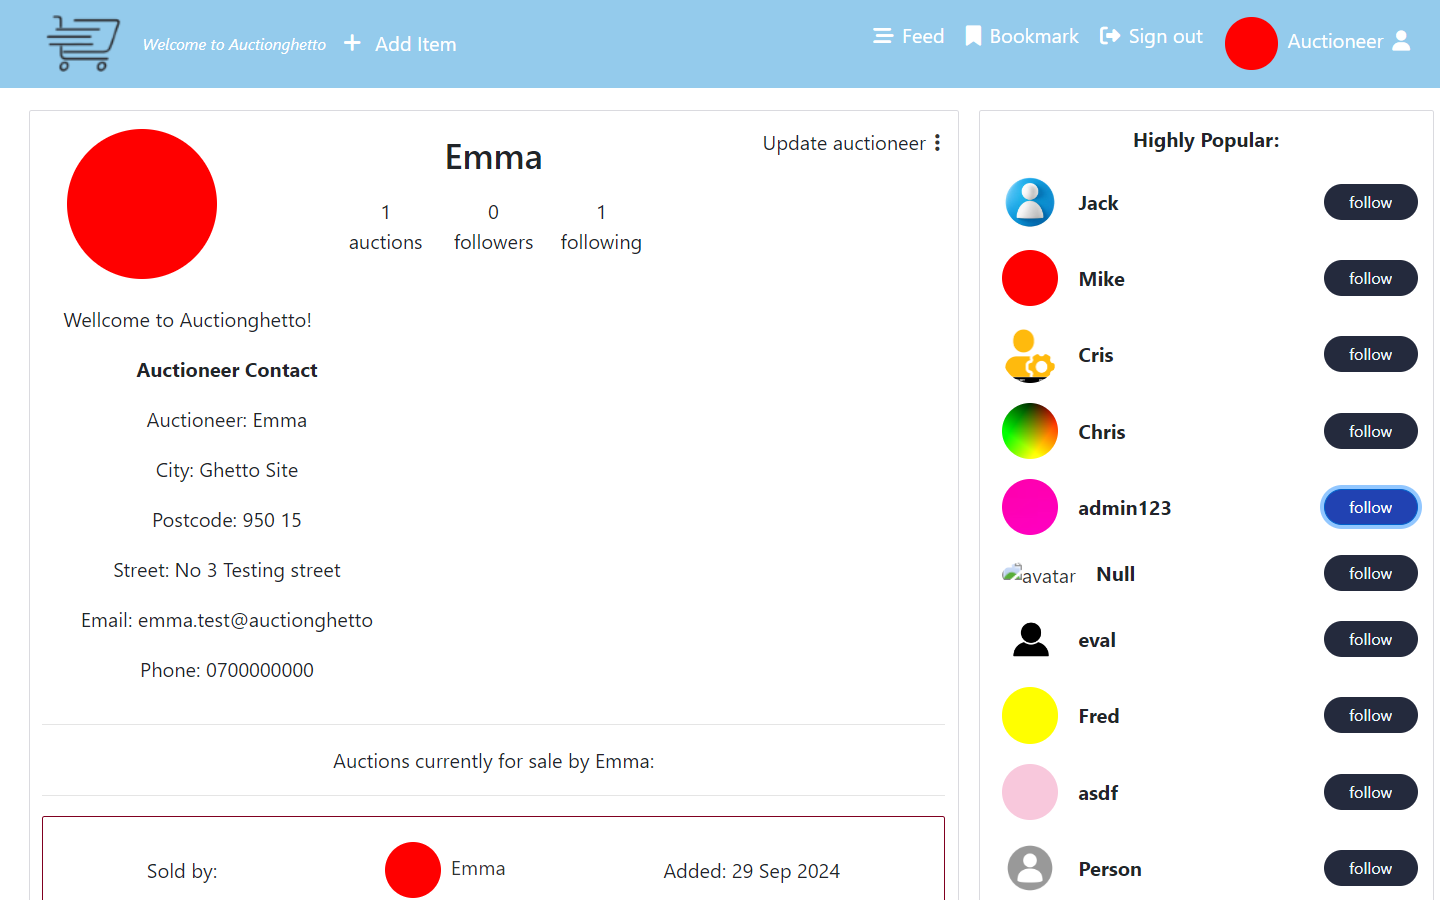 Welcome to Auctionghetto
Add Item
Feed
Bookmark
Sign out
Auctioneer
Emma
Update auctioneer
1
auctions
0
followers
1
following
Wellcome to Auctionghetto!
Auctioneer Contact
Auctioneer: Emma
City: Ghetto Site
Postcode: 950 15
Street: No 3 Testing street
Email: emma.test@auctionghetto
Phone: 0700000000
Auctions currently for sale by Emma:
Sold by:
Emma
Added: 29 Sep 2024
Highly Popular:
Jack
follow
Mike
follow
Cris
follow
Chris
follow
admin123
follow
avatar
Null
follow
eval
follow
Fred
follow
asdf
follow
Person
follow